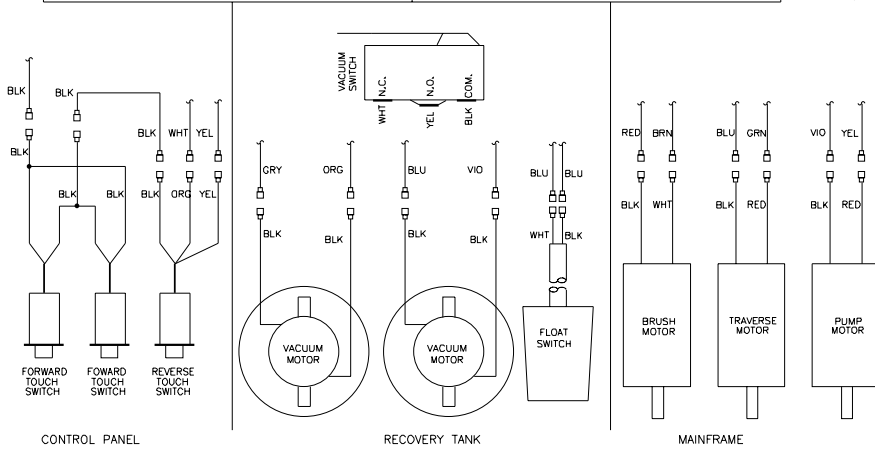 VACUUM
SWITCH
N.C.
N.O.
COM.
WHT
YEL
BLK
BLK
BLK
BLK
BLK
WHT
YEL
BLK
BLK
BLK
ORG
YEL
FORWARD
TOUCH
SWITCH
FOWARD
TOUCH
SWITCH
REVERSE
TOUCH
SWITCH
CONTROL PANEL
GRY
ORG
BLU
VIO
BLU
BLU
BLK
BLK
BLK
BLK
WHT
BLK
VACUUM
MOTOR
VACUUM
MOTOR
FLOAT
SWITCH
RECOVERY TANK
RED
BRN
BLU
GRN
VIO
YEL
BLK
WHT
BLK
RED
BLK
RED
BRUSH
MOTOR
TRAVERSE
MOTOR
PUMP
MOTOR
MAINFRAME